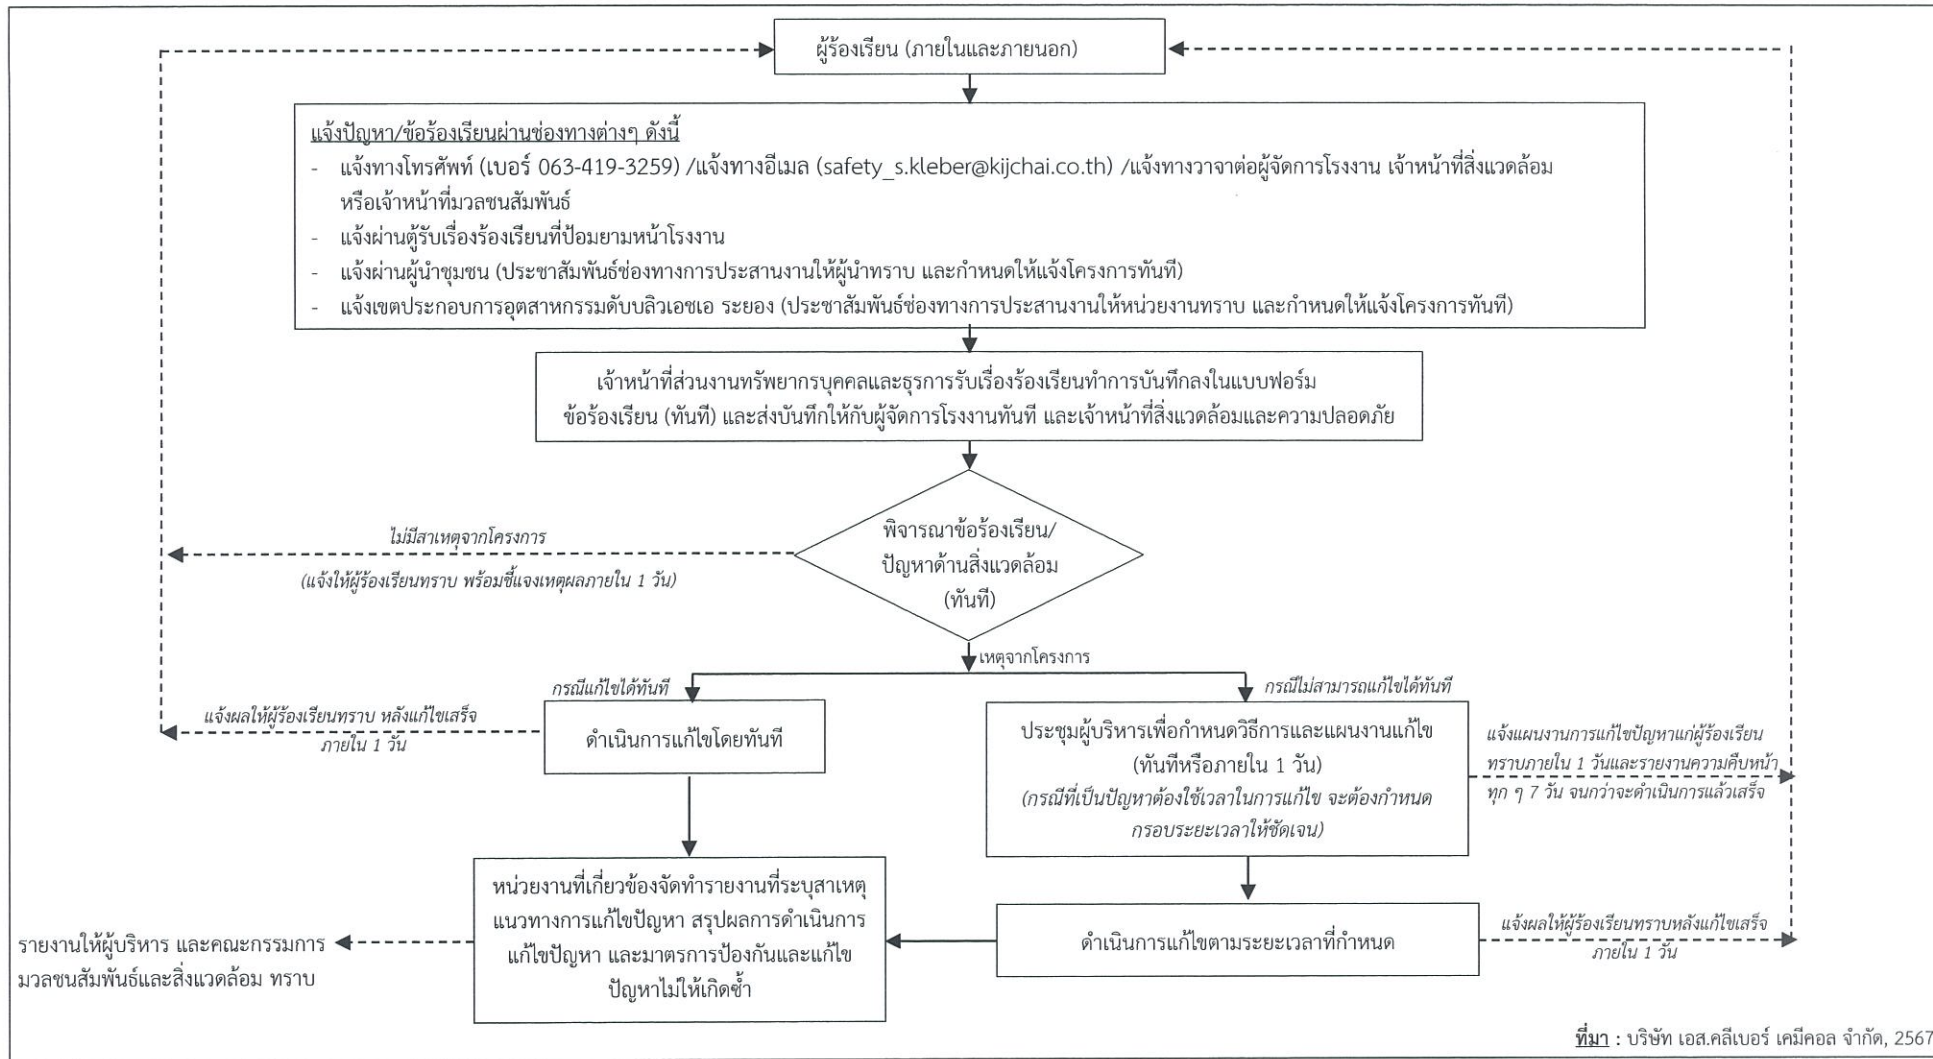 ผู้ร้องเรียน (ภายในและภายนอก)
แจ้งปัญหา/ข้อร้องเรียนผ่านช่องทางต่างๆ ดังนี้
- แจ้งทางโทรศัพท์ (เบอร์ 063-419-3259) /แจ้งทางอีเมล (safety_s.kleber@kijchai.co.th) /แจ้งทางวาจาต่อผู้จัดการโรงงาน เจ้าหน้าที่สิ่งแวดล้อม
หรือเจ้าหน้าที่มวลชนสัมพันธ์
- แจ้งผ่านตู้รับเรื่องร้องเรียนที่ป้อมยามหน้าโรงงาน
- แจ้งผ่านผู้นำชุมชน (ประชาสัมพันธ์ช่องทางการประสานงานให้ผู้นำทราบ และกำหนดให้แจ้งโครงการทันที)
- แจ้งเขตประกอบการอุตสาหกรรมดับบลิวเอชเอ ระยอง (ประชาสัมพันธ์ช่องทางการประสานงานให้หน่วยงานทราบ และกำหนดให้แจ้งโครงการทันที)
เจ้าหน้าที่ส่วนงานทรัพยากรบุคคลและธุรการรับเรื่องร้องเรียนทำการบันทึกลงในแบบฟอร์ม
ข้อร้องเรียน (ทันที) และส่งบันทึกให้กับผู้จัดการโรงงานทันที และเจ้าหน้าที่สิ่งแวดล้อมและความปลอดภัย
พิจารณาข้อร้องเรียน/
ปัญหาด้านสิ่งแวดล้อม
(ทันที)
ไม่มีสาเหตุจากโครงการ
(แจ้งให้ผู้ร้องเรียนทราบ พร้อมชี้แจงเหตุผลภายใน 1 วัน)
เหตุจากโครงการ
กรณีแก้ไขได้ทันที
กรณีไม่สามารถแก้ไขได้ทันที
แจ้งผลให้ผู้ร้องเรียนทราบ หลังแก้ไขเสร็จ
ภายใน 1 วัน
ดำเนินการแก้ไขโดยทันที
ประชุมผู้บริหารเพื่อกำหนดวิธีการและแผนงานแก้ไข
(ทันทีหรือภายใน 1 วัน)
(กรณีที่เป็นปัญหาต้องใช้เวลาในการแก้ไข จะต้องกำหนด
กรอบระยะเวลาให้ชัดเจน)
แจ้งแผนงานการแก้ไขปัญหาแก่ผู้ร้องเรียน
ทราบภายใน 1 วันและรายงานความคืบหน้า
ทุก ๆ 7 วัน จนกว่าจะดำเนินการแล้วเสร็จ
หน่วยงานที่เกี่ยวข้องจัดทำรายงานที่ระบุสาเหตุ
แนวทางการแก้ไขปัญหา สรุปผลการดำเนินการ
แก้ไขปัญหา และมาตรการป้องกันและแก้ไข
ปัญหาไม่ให้เกิดซ้ำ
ดำเนินการแก้ไขตามระยะเวลาที่กำหนด
แจ้งผลให้ผู้ร้องเรียนทราบหลังแก้ไขเสร็จ
ภายใน 1 วัน
รายงานให้ผู้บริหาร และคณะกรรมการ
มวลชนสัมพันธ์และสิ่งแวดล้อม ทราบ
ที่มา : บริษัท เอส.คลีเบอร์ เคมีคอล จำกัด, 2567